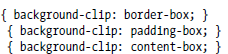 { background-clip: border-box; }
{ background-clip: padding-box; }
{ background-clip: content-box; }